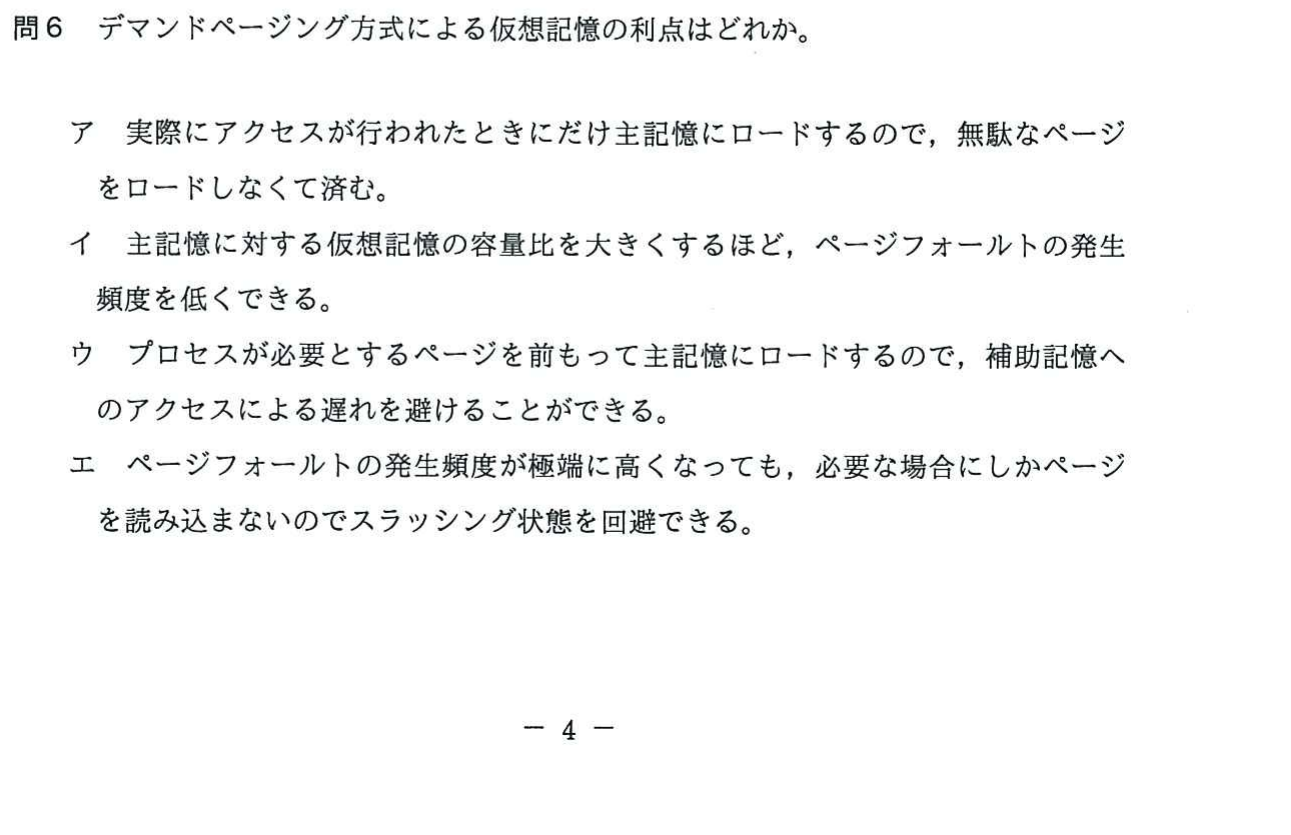 問6 デマンドページング方式による仮想記憶の利点はどれか。
ア 実際にアクセスが行われたときにだけ主記憶にロードするので，無駄なページ
をロードしなくて済む。
イ 主記憶に対する仮想記憶の容量比を大きくするほど，ページフォールトの発生
頻度を低くできる。
ウ プロセスが必要とするページを前もって主記憶にロードするので，補助記憶へ
のアクセスによる遅れを避けることができる。
エ ページフォールトの発生頻度が極端に高くなっても，必要な場合にしかページ
を読み込まないのでスラッシング状態を回避できる。
－ 4 －